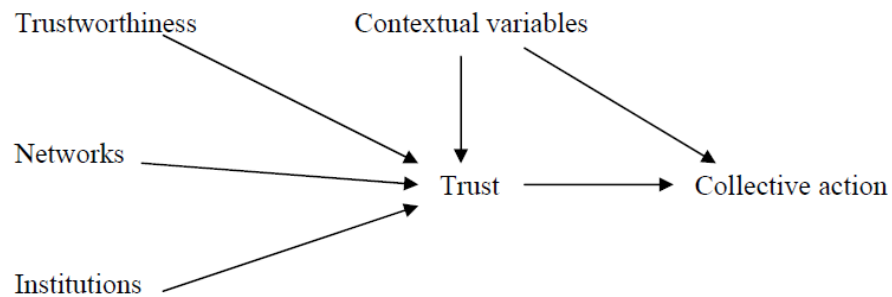 Trustworthiness
Contextual variables
Networks
Trust
Collective action
Institutions